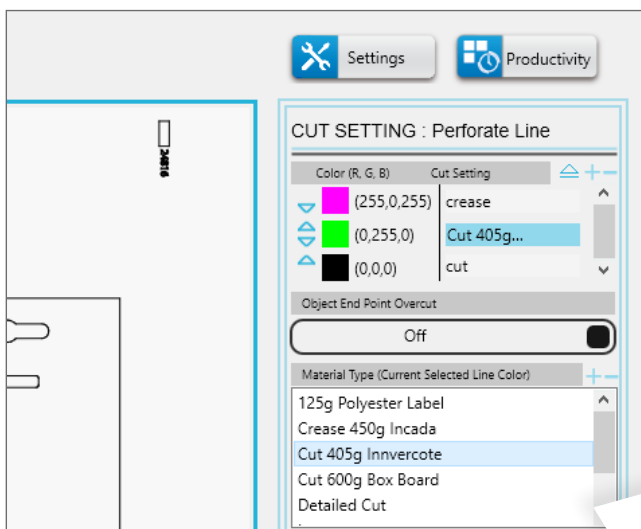 Settings
Productivity
24816
CUT SETTING : Perforate Line
Color (R, G, B) Cut Setting
(255,0,255) crease
(0,255,0) Cut 405g...
(0,0,0) cut
Object End Point Overcut
Off
Material Type (Current Selected Line Color)
125g Polyester Label
Crease 450g Incada
Cut 405g Innvercote
Cut 600g Box Board
Detailed Cut